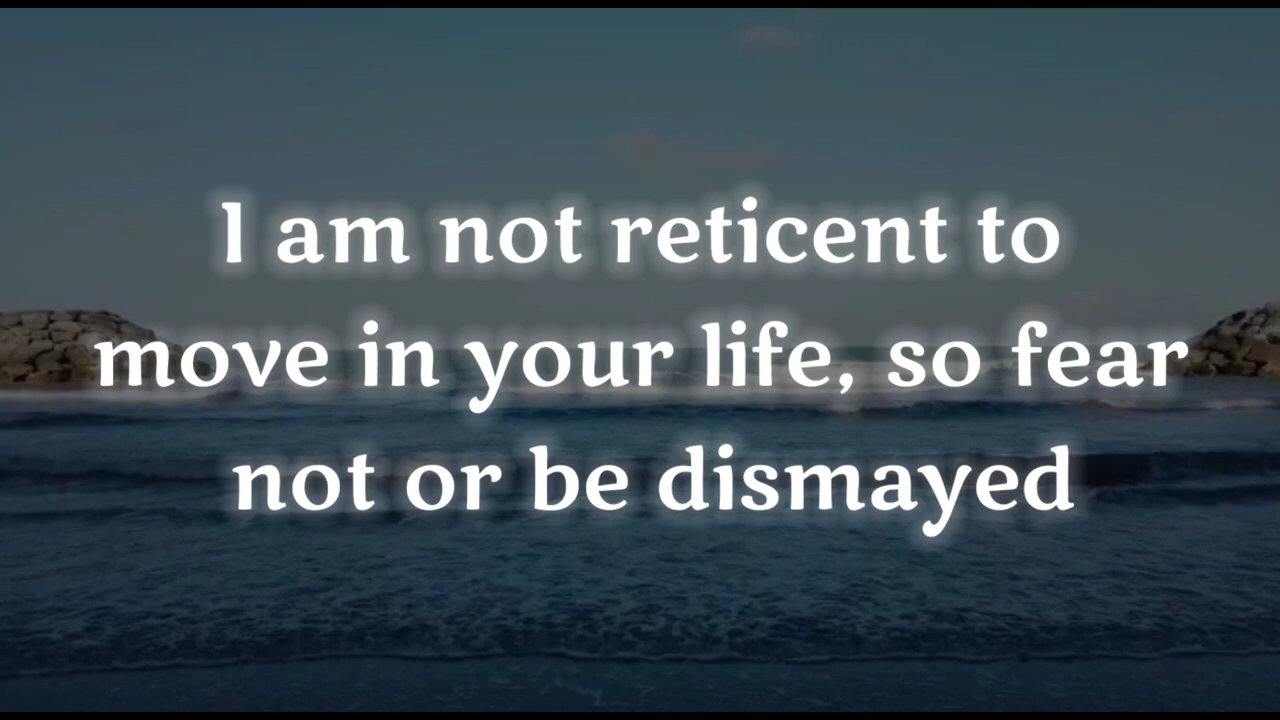 I am not reticent to
move in your life, so fear
not or be dismayed